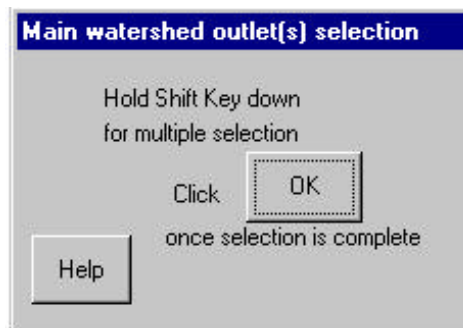 Main watershed outlet(s) selection
Hold Shift Key down
for multiple selection
Click OK
once selection is complete
Help